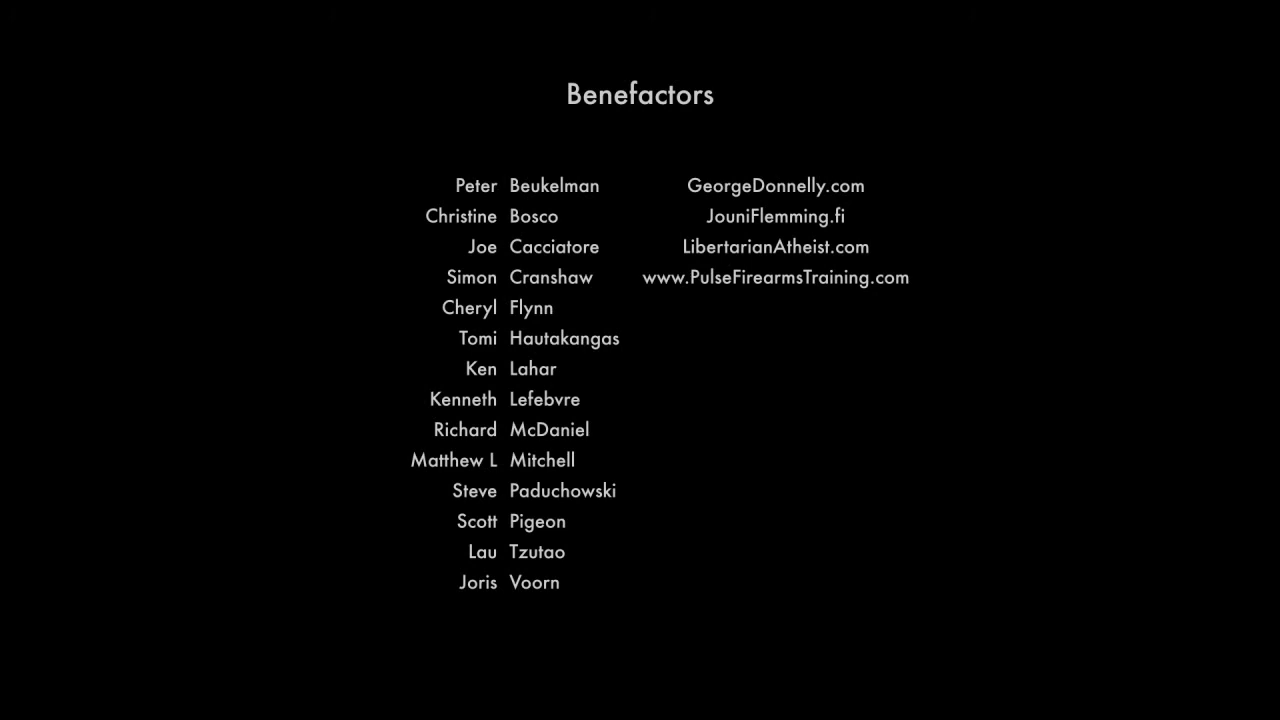 Benefactors
Peter Beukelman
Christine Bosco
Joe Cacciatore
Simon Cranshaw
Cheryl Flynn
Tomi Hautakangas
Ken Lahar
Kenneth Lefebvre
Richard McDaniel
Matthew L Mitchell
Steve Paduchowski
Scott Pigeon
Lau Tzutao
Joris Voorn
GeorgeDonnelly.com
JouniFlemming.fi
LibertarianAtheist.com
www.PulseFirearmsTraining.com